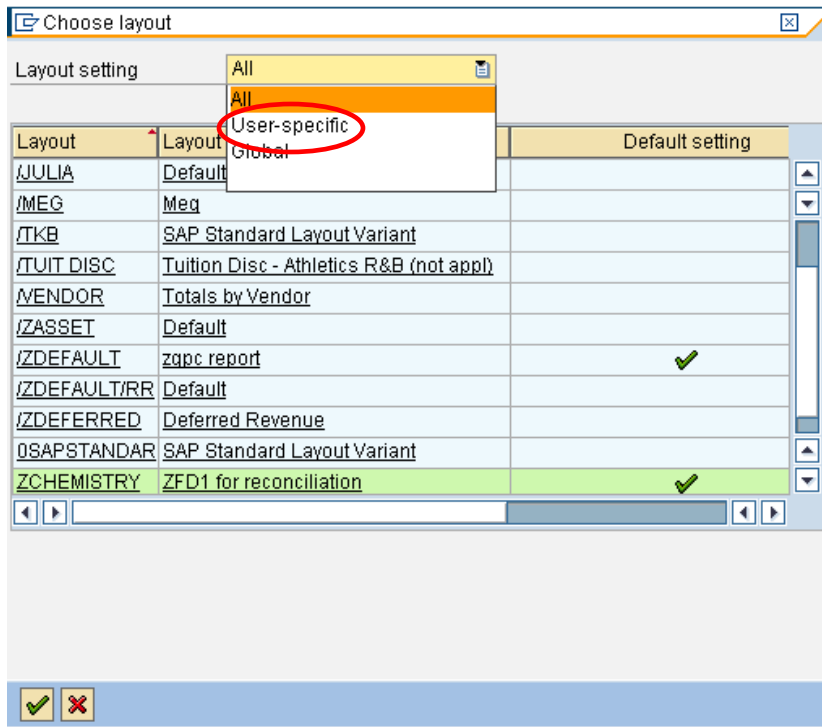 Choose layout
Layout setting All
All
User-specific
Global
Layout Layout Default setting
/JULIA Default
/MEG Meg
/TKB SAP Standard Layout Variant
/TUIT DISC Tuition Disc - Athletics R&B (not appl)
/VENDOR Totals by Vendor
/ZASSET Default
/ZDEFAULT zqpc report
/ZDEFAULT/RR Default
/ZDEFERRED Deferred Revenue
0SAPSTANDAR SAP Standard Layout Variant
ZCHEMISTRY ZFD1 for reconciliation